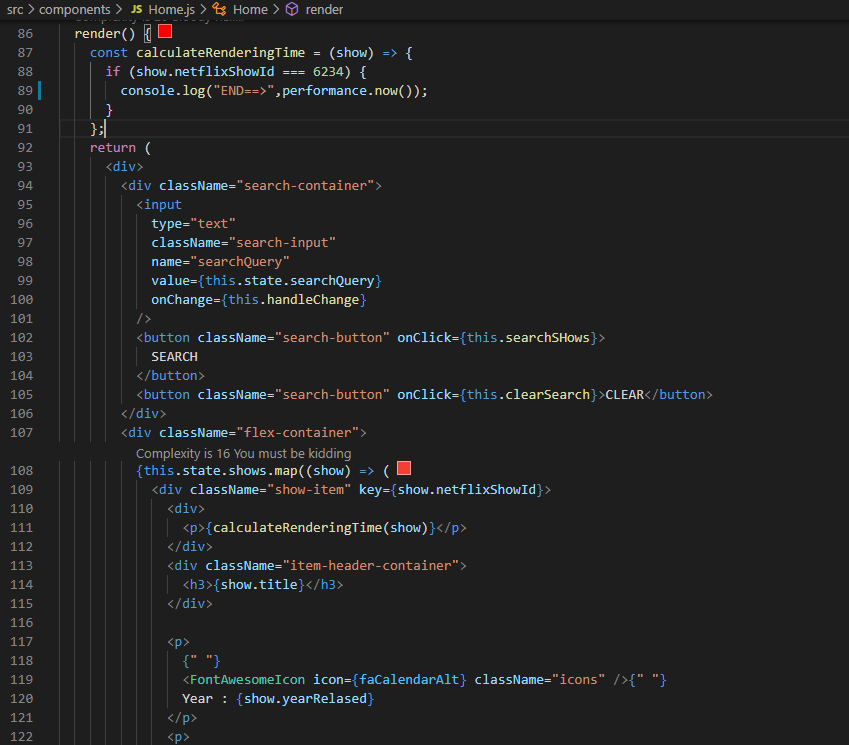 src > components > JS Home.js > Home > render
86 render() {
87 const calculateRenderingTime = (show) => {
88 if (show.netflixShowId === 6234) {
89 console.log("END==>",performance.now());
90 }
91 };
92 return (
93 <div>
94 <div className="search-container">
95 <input
96 type="text"
97 className="search-input"
98 name="searchQuery"
99 value={this.state.searchQuery}
100 onChange={this.handleChange}
101 />
102 <button className="search-button" onClick={this.searchSHows}>
103 SEARCH
104 </button>
105 <button className="search-button" onClick={this.clearSearch}>CLEAR</button>
106 </div>
107 <div className="flex-container">
Complexity is 16 You must be kidding
108 {this.state.shows.map((show) => (
109 <div className="show-item" key={show.netflixShowId}>
110 <div>
111 <p>{calculateRenderingTime(show)}</p>
112 </div>
113 <div className="item-header-container">
114 <h3>{show.title}</h3>
115 </div>
116
117 <p>
118 {" "}
119 <FontAwesomeIcon icon={faCalendarAlt} className="icons" />{" "}
120 Year : {show.yearRelased}
121 </p>
122 <p>